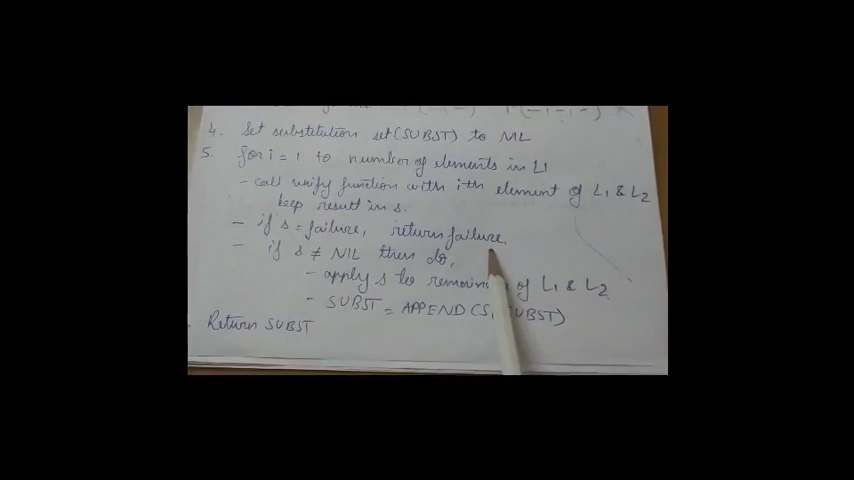 4. Set substitution set(SUBST) to NIL
5. for i = 1 to number of elements in L1
- call unify function with ith element of L1 & L2
keep result in s.
- if s = failure, return failure.
- if s ≠ NIL then do,
- apply s to of L1 & L2
- SUBST = APPEND(S, SUBST)
Return SUBST